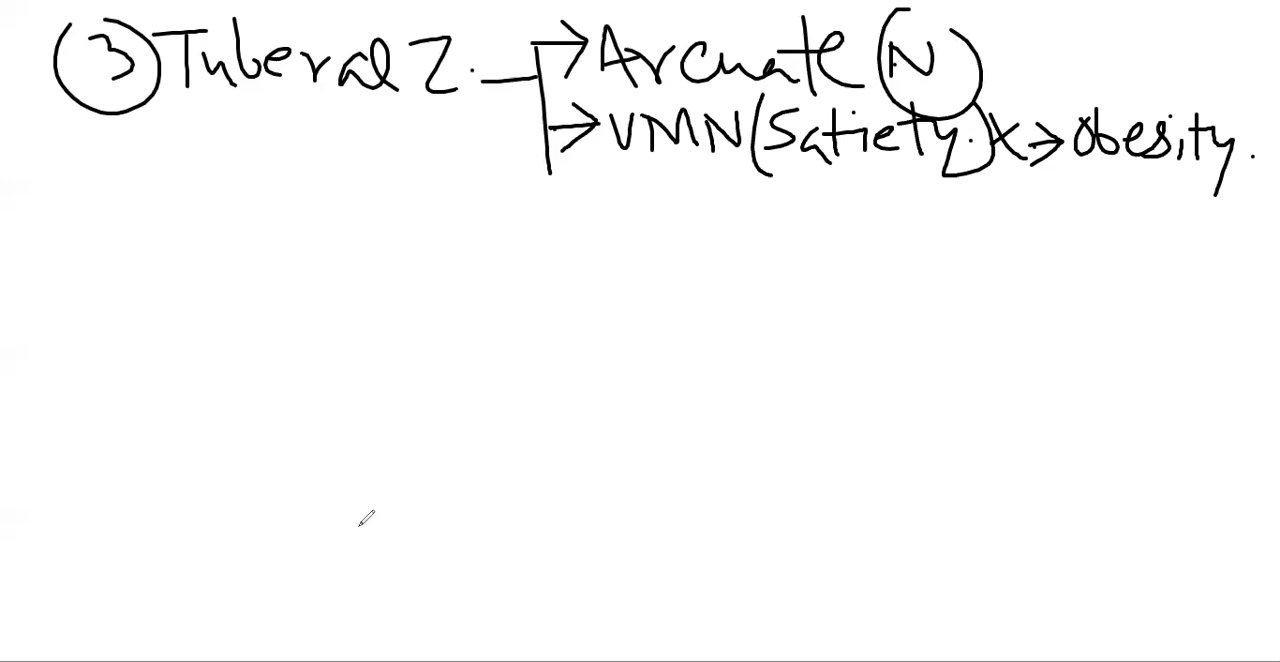 (3) Tuberal Z. → Arcuate (N)
→ VMN (Satiety.) X → Obesity.